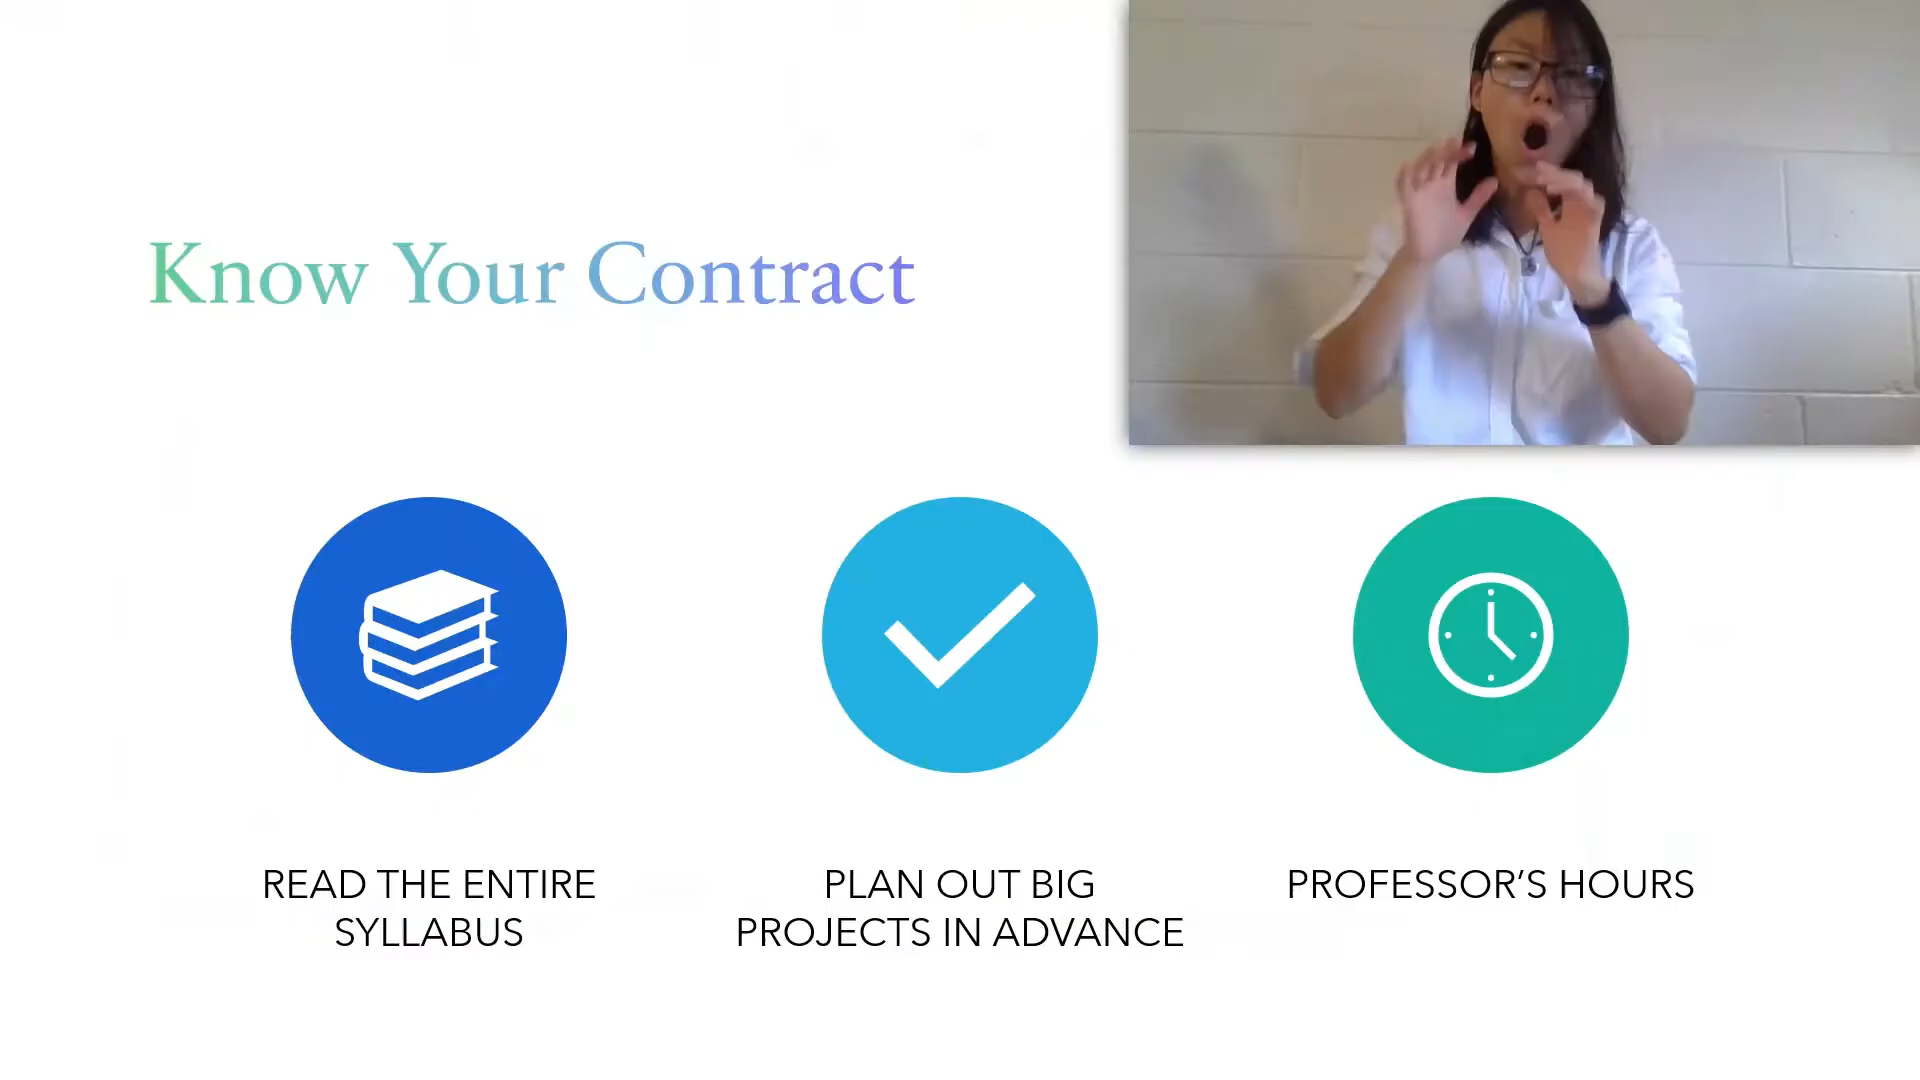 Know Your Contract
READ THE ENTIRE
SYLLABUS
PLAN OUT BIG
PROJECTS IN ADVANCE
PROFESSOR’S HOURS